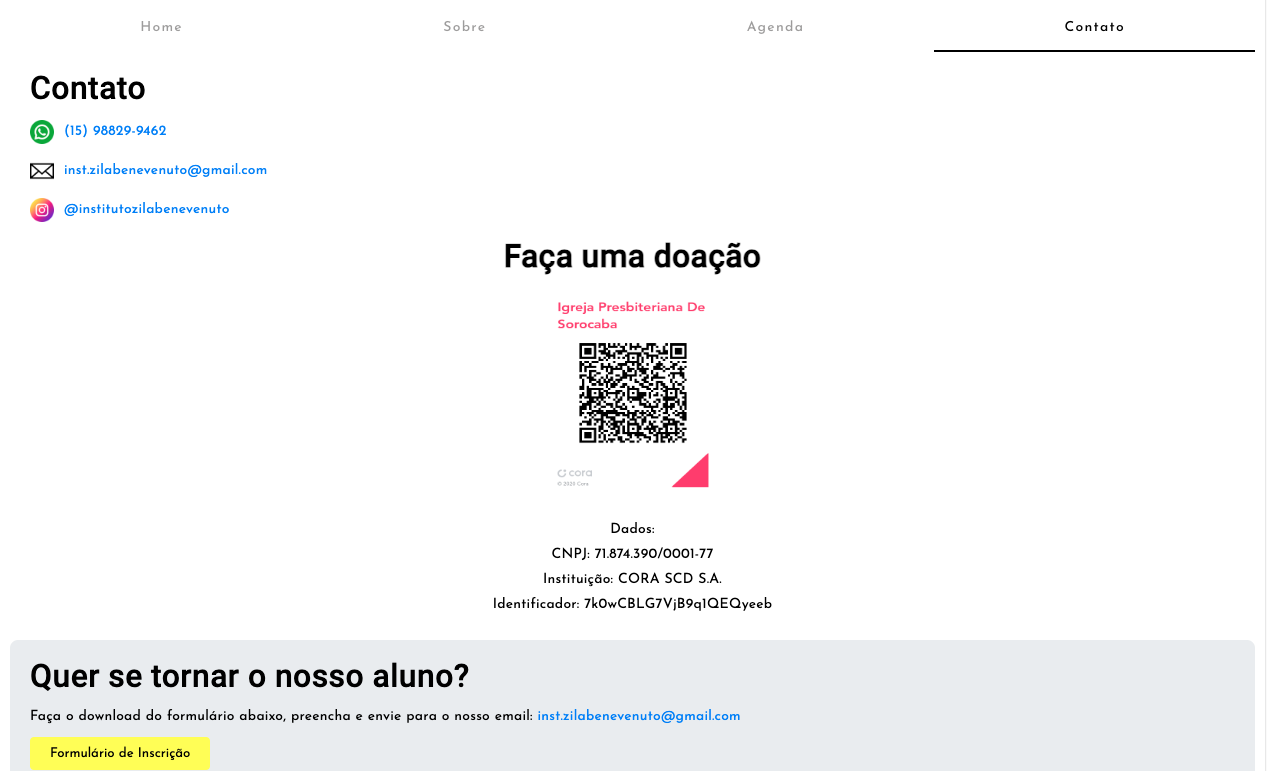 Home
Sobre
Agenda
Contato
Contato
(15) 98829-9462
inst.zilabenevenuto@gmail.com
@institutozilabenevenuto
Faça uma doação
Igreja Presbiteriana De
Sorocaba
cora
© 2020 Cora
Dados:
CNPJ: 71.874.390/0001-77
Instituição: CORA SCD S.A.
Identificador: 7k0wCBLG7VjB9q1QEQyeeb
Quer se tornar o nosso aluno?
Faça o download do formulário abaixo, preencha e envie para o nosso email: inst.zilabenevenuto@gmail.com
Formulário de Inscrição